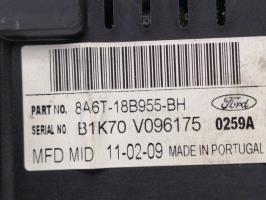 PART NO. 8A6T-18B955-BH
Ford
SERIAL NO. B1K70 V096175 0259A
MFD MID 11-02-09 MADE IN PORTUGAL